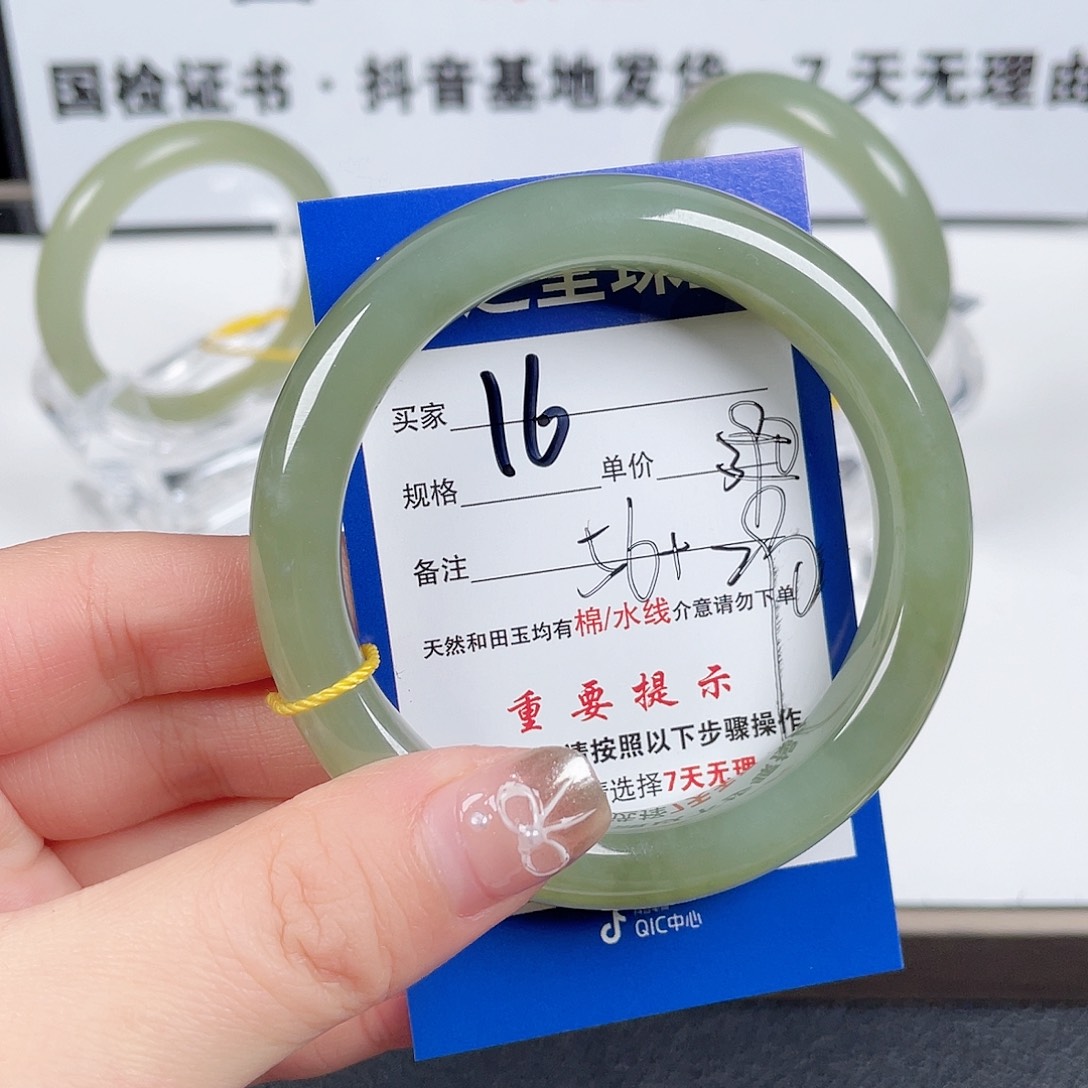 国检证书·抖音基地发货 7天无理由
买家 16
规格 单价
备注 56+
天然和田玉均有棉/水线介意请勿下单
重要提示
请按照以下步骤操作
选择7天无理
QIC中心